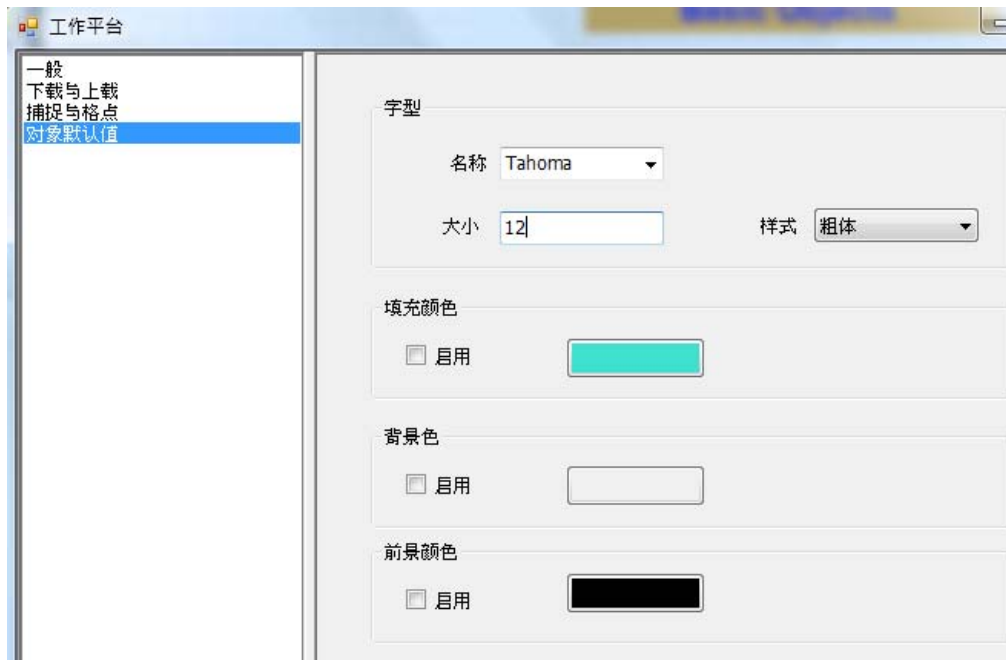 Basic Objects
工作平台
一般
下载与上载
捕捉与格点
对象默认值
字型
名称 Tahoma
大小 12 样式 粗体
填充颜色
启用
背景色
启用
前景颜色
启用